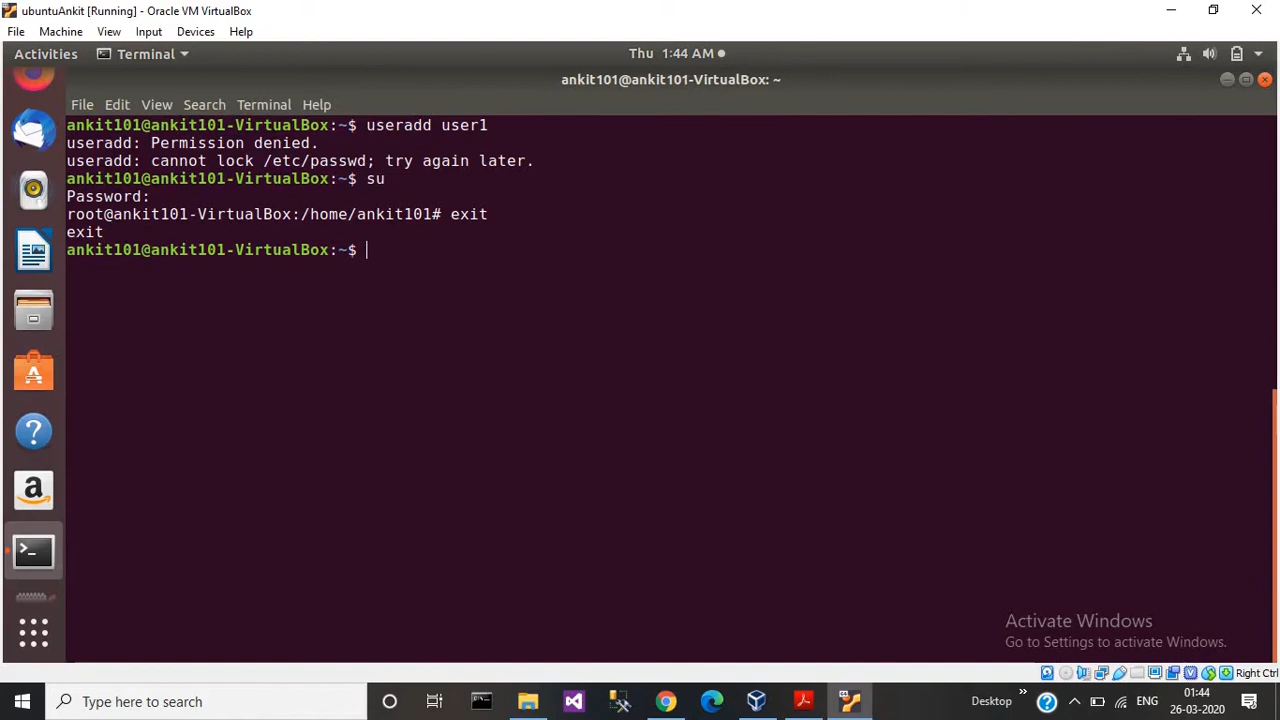 ubuntuAnkit [Running] - Oracle VM VirtualBox
File Machine View Input Devices Help
Activities Terminal Thu 1:44 AM
ankit101@ankit101-VirtualBox: ~
File Edit View Search Terminal Help
ankit101@ankit101-VirtualBox:~$ useradd user1
useradd: Permission denied.
useradd: cannot lock /etc/passwd; try again later.
ankit101@ankit101-VirtualBox:~$ su
Password:
root@ankit101-VirtualBox:/home/ankit101# exit
exit
ankit101@ankit101-VirtualBox:~$
Activate Windows
Go to Settings to activate Windows.
Right Ctrl
Type here to search Desktop ENG 01:44
26-03-2020